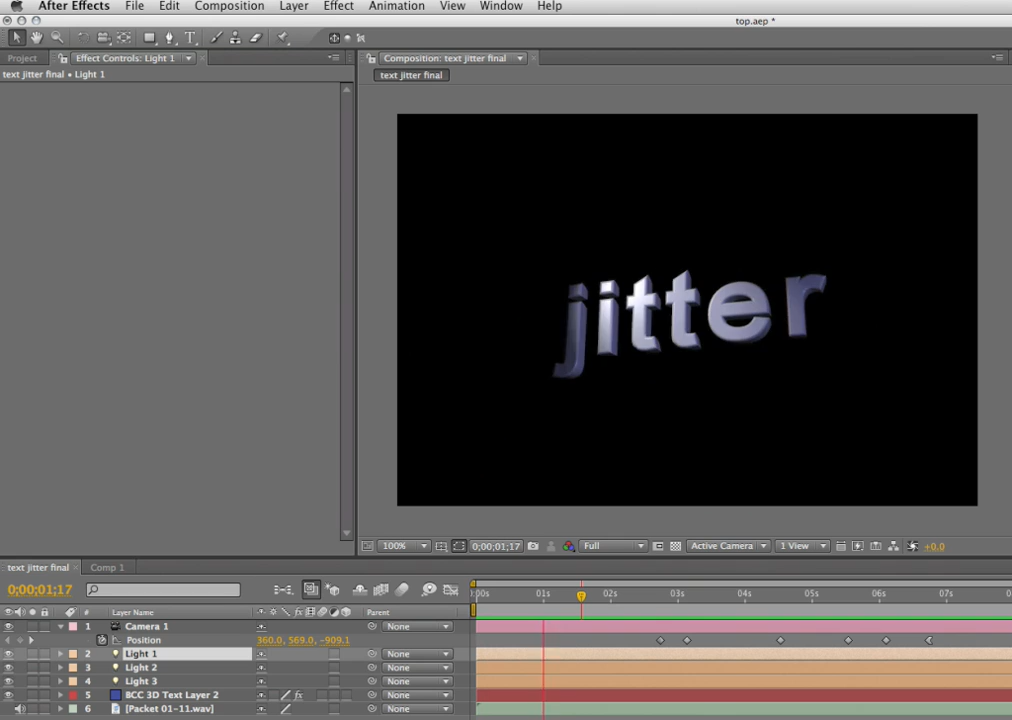 After Effects File Edit Composition Layer Effect Animation View Window Help
top.aep *
Project Effect Controls: Light 1
text jitter final • Light 1
Composition: text jitter final
text jitter final
jitter
100% 0;00;01;17 Full Active Camera 1 View +0.0
text jitter final Comp 1
0;00;01;17
:00s 01s 02s 03s 04s 05s 06s 07s 08
# Layer Name Parent
1 Camera 1 None
Position 360.0, 569.0, -909.1
2 Light 1 None
3 Light 2 None
4 Light 3 None
5 BCC 3D Text Layer 2 fx None
6 [Packet 01-11.wav] None